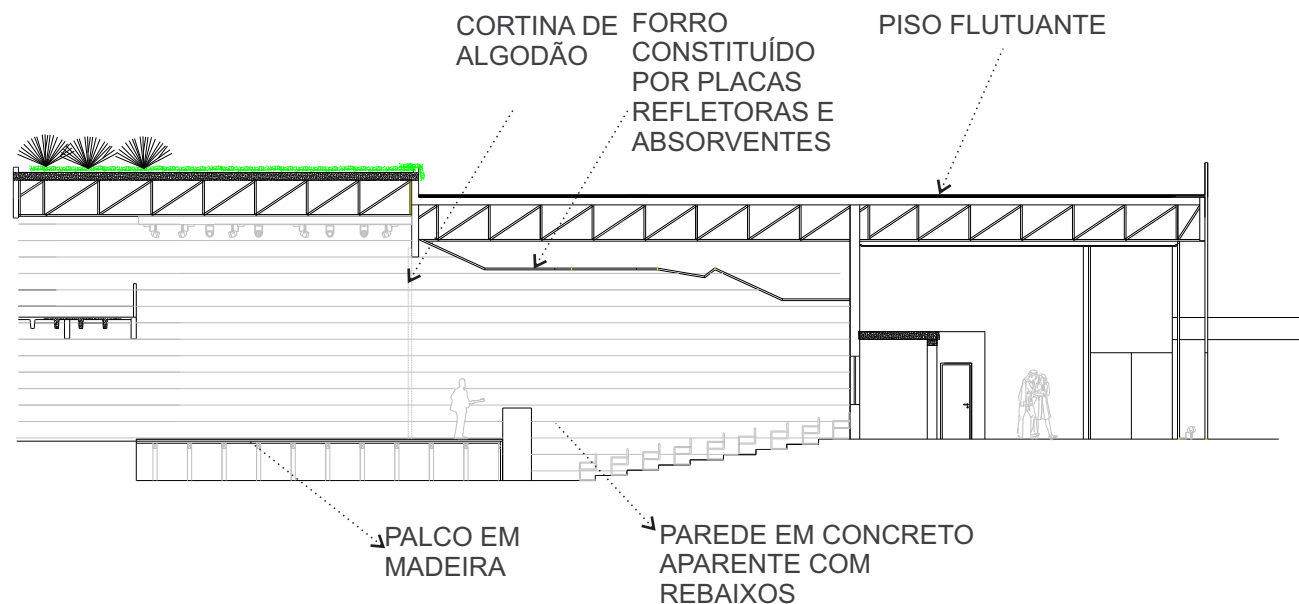 CORTINA DE
ALGODÃO
FORRO
CONSTITUÍDO
POR PLACAS
REFLETORAS E
ABSORVENTES
PISO FLUTUANTE
PALCO EM
MADEIRA
PAREDE EM CONCRETO
APARENTE COM
REBAIXOS